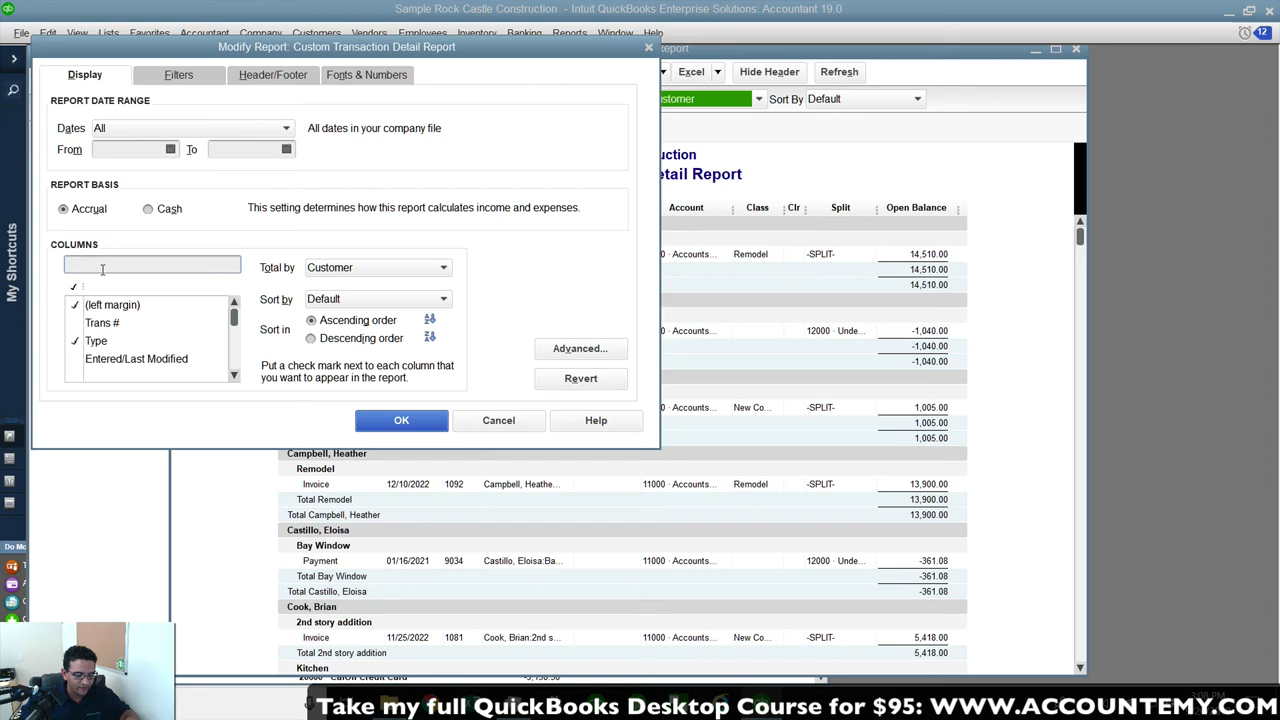 Sample Rock Castle Construction - Intuit QuickBooks Enterprise Solutions: Accountant 19.0
File Edit View Lists Favorites Accountant Company Customers Vendors Employees Inventory Banking Reports Window Help
12
Modify Report: Custom Transaction Detail Report
Display Filters Header/Footer Fonts & Numbers
Excel Hide Header Refresh
REPORT DATE RANGE
Sort By Default
Dates All All dates in your company file
From To
REPORT BASIS
Accrual Cash This setting determines how this report calculates income and expenses.
Account Class Clr Split Open Balance
COLUMNS
Total by Customer
(left margin)
Trans #
Type
Entered/Last Modified
Sort by Default
Sort in Ascending order
Descending order
Put a check mark next to each column that
you want to appear in the report.
Advanced...
Revert
OK Cancel Help
My Shortcuts
Do Mo
Detail Report
Remodel -SPLIT- 14,510.00
14,510.00
14,510.00
12000 · Unde... -1,040.00
-1,040.00
-1,040.00
New Co... -SPLIT- 1,005.00
1,005.00
1,005.00
Campbell, Heather
Remodel
Invoice 12/10/2022 1092 Campbell, Heathe... 11000 · Accounts... Remodel -SPLIT- 13,900.00
Total Remodel 13,900.00
Total Campbell, Heather 13,900.00
Castillo, Eloisa
Bay Window
Payment 01/16/2021 9034 Castillo, Eloisa:Ba... 11000 · Accounts... 12000 · Unde... -361.08
Total Bay Window -361.08
Total Castillo, Eloisa -361.08
Cook, Brian
2nd story addition
Invoice 11/25/2022 1081 Cook, Brian:2nd s... 11000 · Accounts... New Co... -SPLIT- 5,418.00
Total 2nd story addition 5,418.00
Kitchen
Take my full QuickBooks Desktop Course for $95: WWW.ACCOUNTEMY.COM